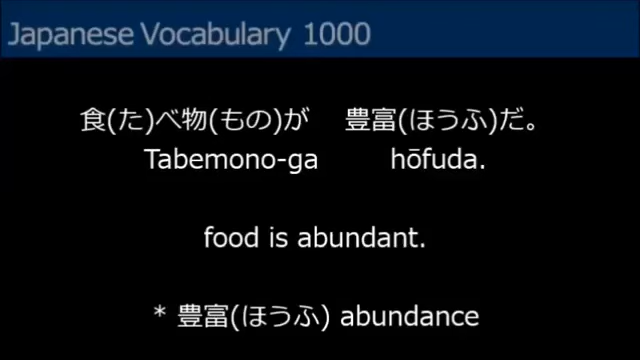 Japanese Vocabulary 1000
食(た)べ物(もの)が 豊富(ほうふ)だ。
Tabemono-ga hōfuda.
food is abundant.
* 豊富(ほうふ) abundance